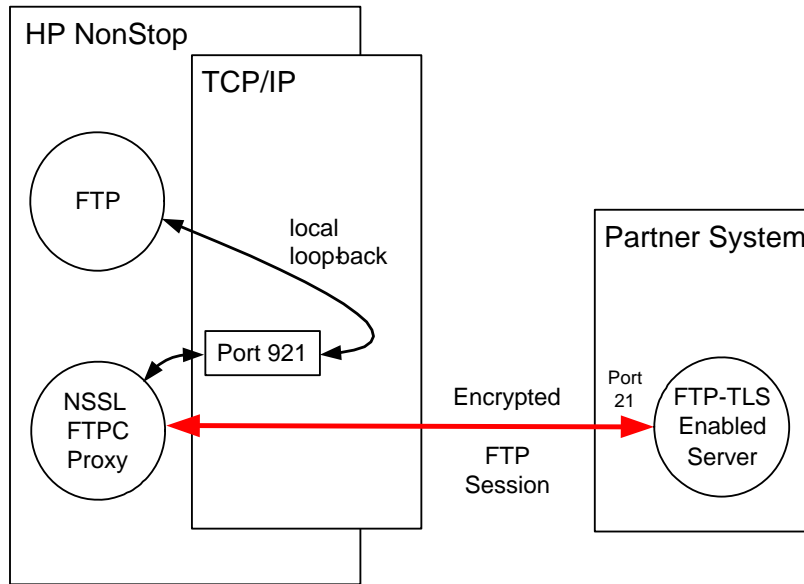 HP NonStop
TCP/IP
FTP
local
loop-back
Partner System
Port 921
Port
21
NSSL
FTPC
Proxy
Encrypted
FTP
Session
FTP-TLS
Enabled
Server